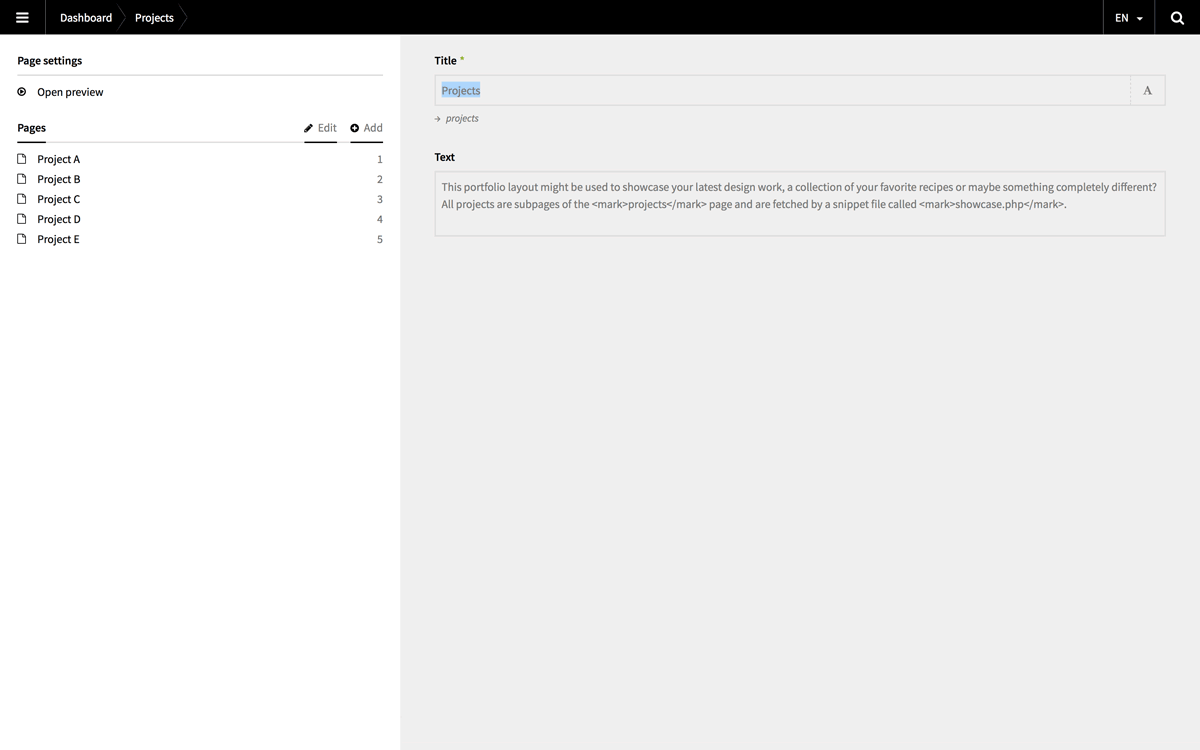 Dashboard Projects EN
Page settings
Open preview
Pages Edit Add
Project A 1
Project B 2
Project C 3
Project D 4
Project E 5
Title *
Projects A
→ projects
Text
This portfolio layout might be used to showcase your latest design work, a collection of your favorite recipes or maybe something completely different?
All projects are subpages of the <mark>projects</mark> page and are fetched by a snippet file called <mark>showcase.php</mark>.